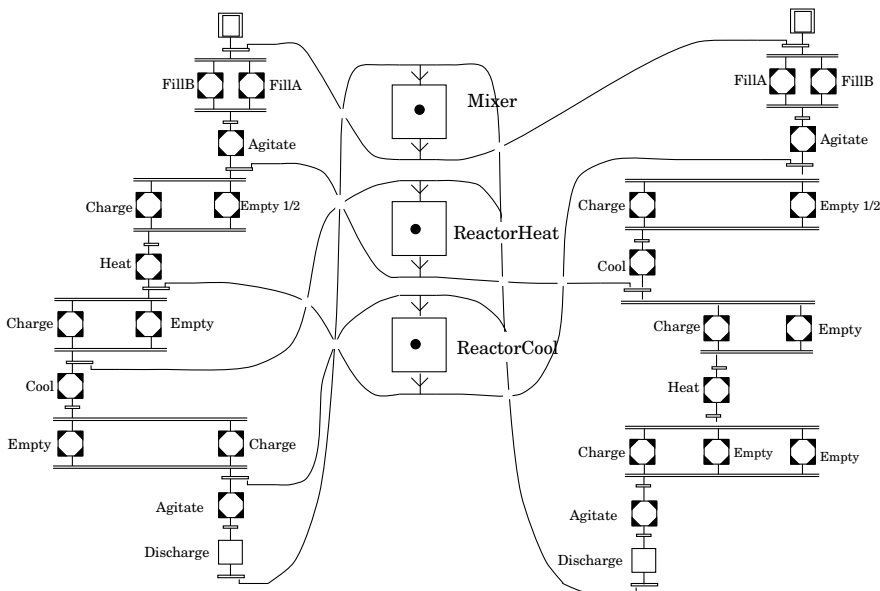 FillB
FillA
Agitate
Charge
Empty 1/2
Heat
Charge
Empty
Cool
Empty
Charge
Agitate
Discharge
Mixer
ReactorHeat
ReactorCool
FillA
FillB
Agitate
Charge
Empty 1/2
Cool
Charge
Empty
Heat
Charge
Empty
Empty
Agitate
Discharge